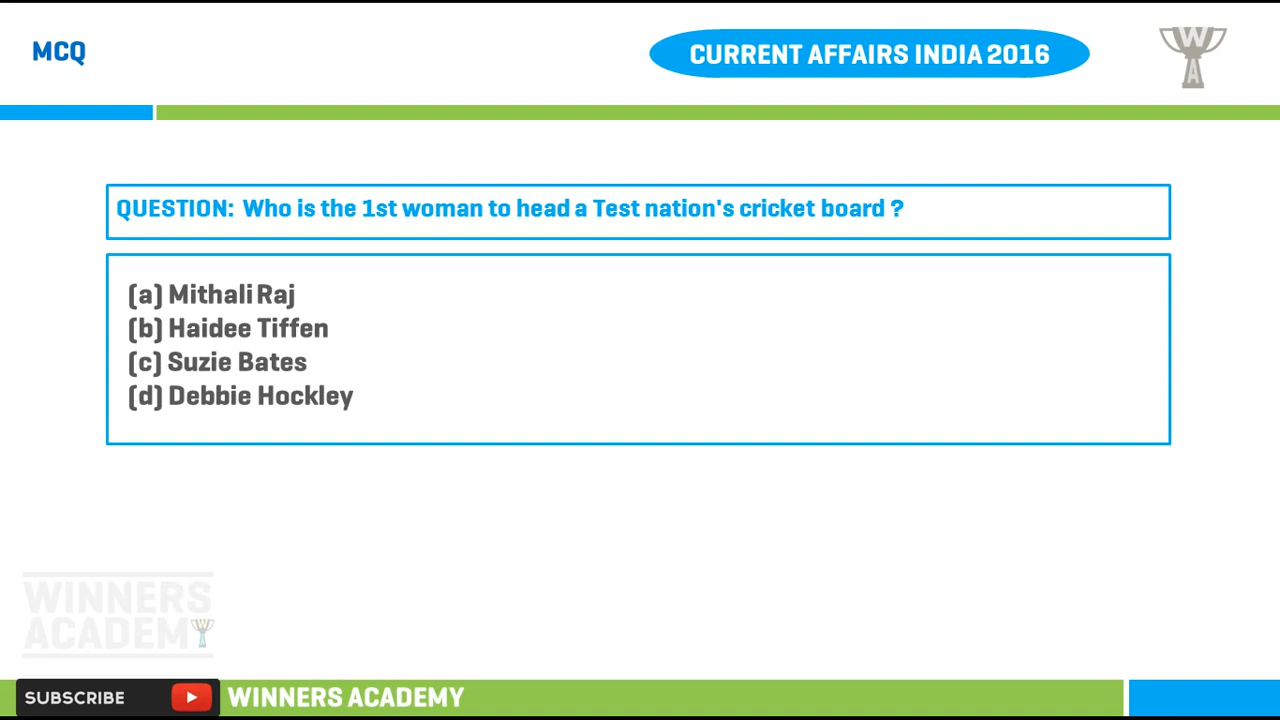 MCQ
CURRENT AFFAIRS INDIA 2016
W
A
QUESTION: Who is the 1st woman to head a Test nation's cricket board ?
(a) Mithali Raj
(b) Haidee Tiffen
(c) Suzie Bates
(d) Debbie Hockley
WINNERS
ACADEMY
SUBSCRIBE
WINNERS ACADEMY